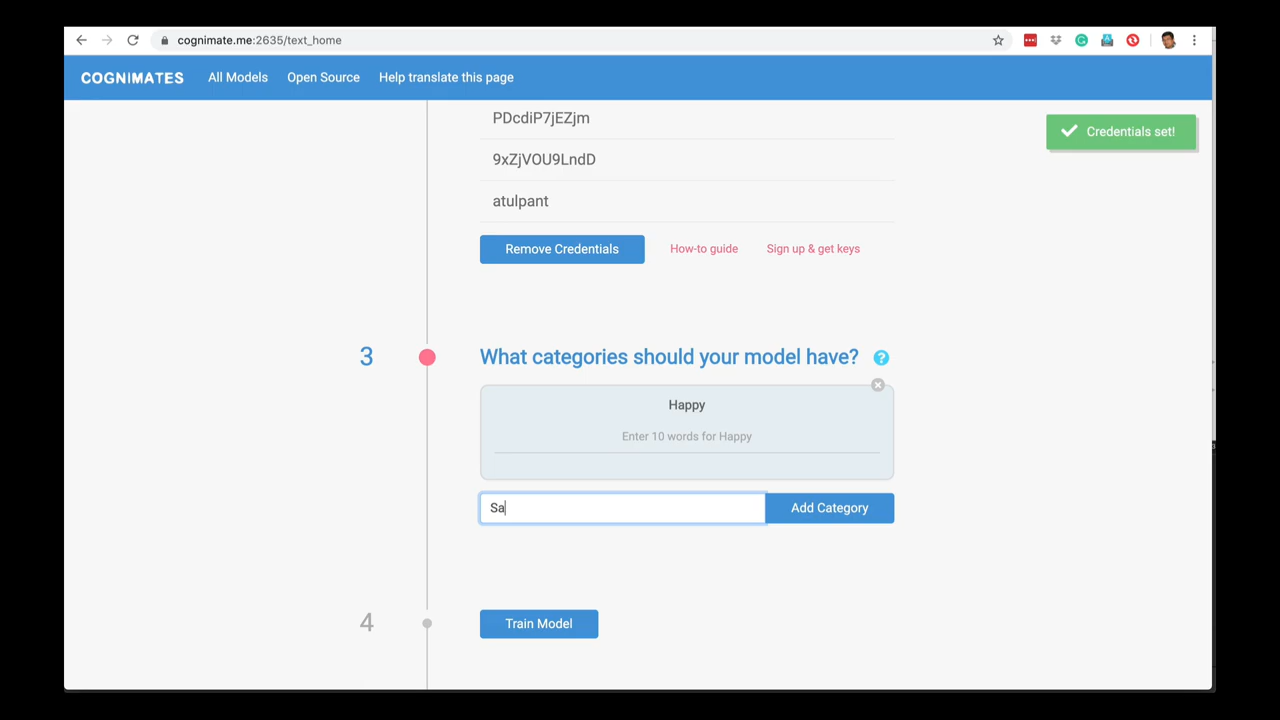 cognimate.me:2635/text_home
COGNIMATES All Models Open Source Help translate this page
PDcdiP7jEZjm
Credentials set!
9xZjVOU9LndD
atulpant
Remove Credentials How-to guide Sign up & get keys
3 What categories should your model have? ?
Happy
Enter 10 words for Happy
Sa Add Category
4 Train Model